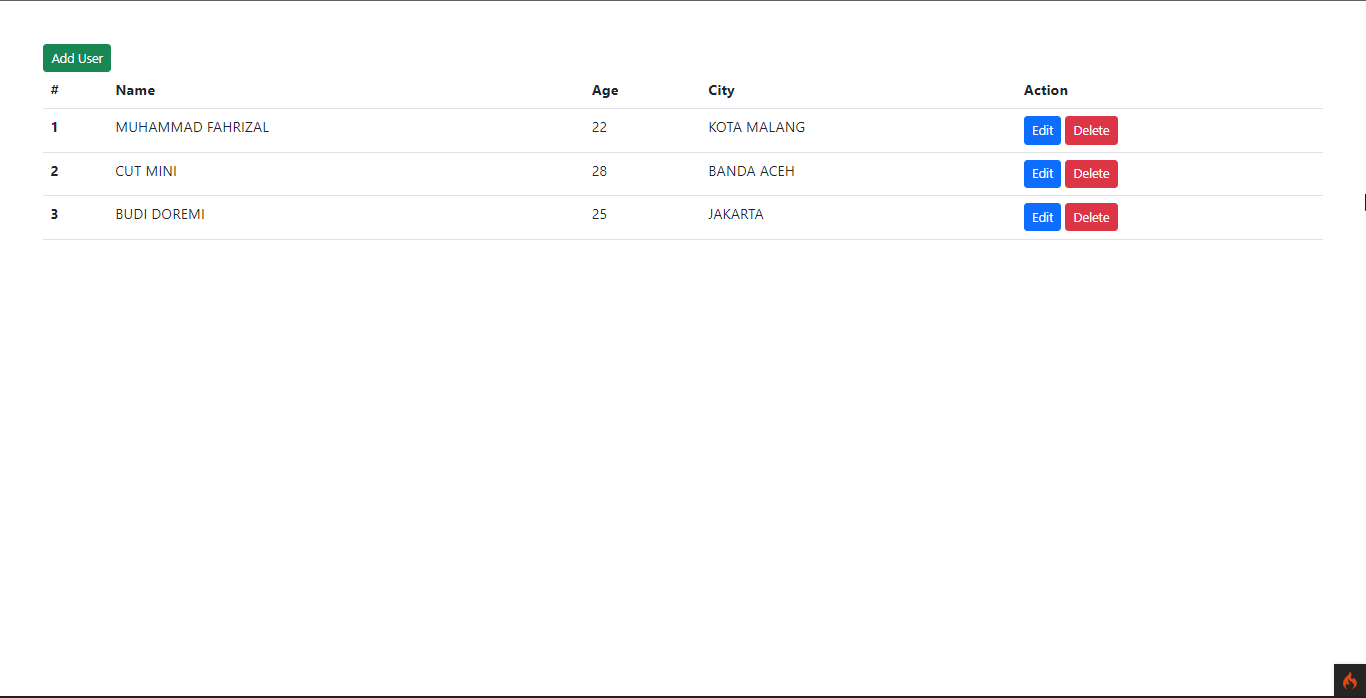 Add User
# Name Age City Action
1 MUHAMMAD FAHRIZAL 22 KOTA MALANG Edit Delete
2 CUT MINI 28 BANDA ACEH Edit Delete
3 BUDI DOREMI 25 JAKARTA Edit Delete